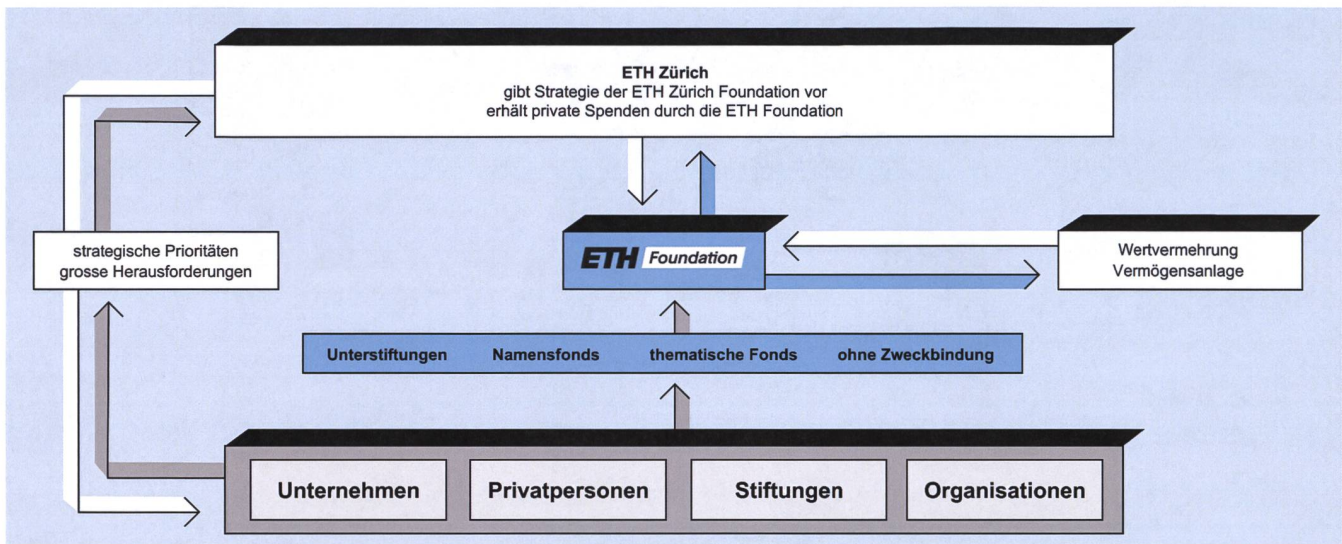 ETH Zürich
gibt Strategie der ETH Zürich Foundation vor
erhält private Spenden durch die ETH Foundation
strategische Prioritäten
grosse Herausforderungen
ETH Foundation
Wertvermehrung
Vermögensanlage
Unterstiftungen Namensfonds thematische Fonds ohne Zweckbindung
Unternehmen Privatpersonen Stiftungen Organisationen